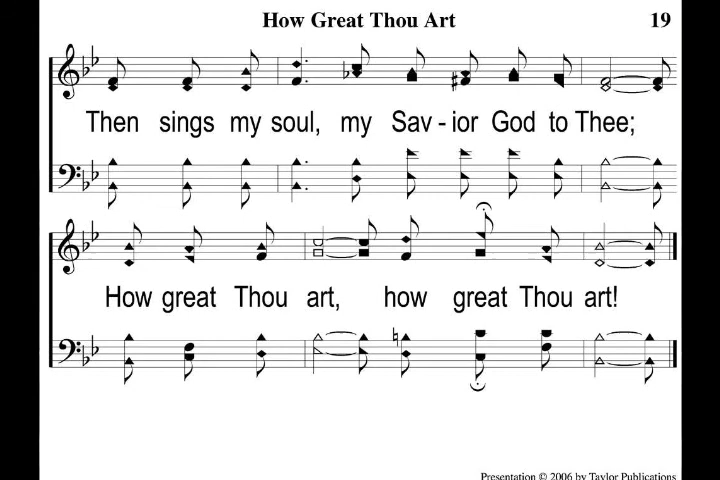 How Great Thou Art 19
Then sings my soul, my Sav - ior God to Thee;
How great Thou art, how great Thou art!
Presentation © 2006 by Taylor Publications